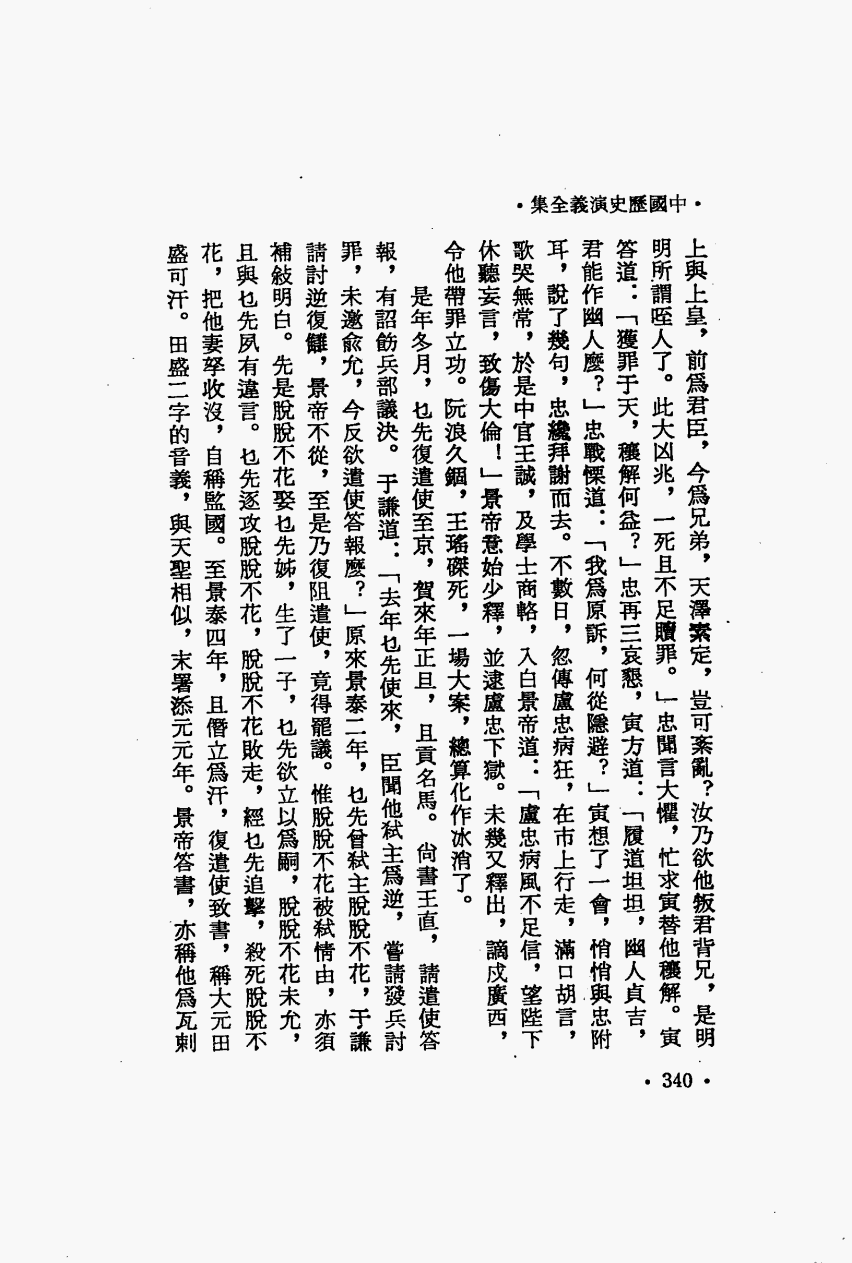 •中國歷史演義全集•
上與上皇，前爲君臣，今爲兄弟，天澤素定，豈可紊亂？汝乃欲他叛君背兄，是明
明所謂咥人了。此大凶兆，一死且不足贖罪。」忠聞言大懼，忙求寅替他禳解。寅
答道：「獲罪于天，禳解何益？」忠再三哀懇，寅方道：「履道坦坦，幽人貞吉，
君能作幽人麼？」忠戰慄道：「我爲原訴，何從隱避？」寅想了一會，悄悄與忠附
耳，說了幾句，忠纔拜謝而去。不數日，忽傳盧忠病狂，在市上行走，滿口胡言，
歌哭無常，於是中官王誠，及學士商輅，入白景帝道：「盧忠病風不足信，望陛下
休聽妄言，致傷大倫！」景帝意始少釋，並逮盧忠下獄。未幾又釋出，謫戍廣西，
令他帶罪立功。阮浪久錮，王瑤磔死，一場大案，總算化作冰消了。
是年冬月，乜先復遣使至京，賀來年正旦，且貢名馬。尙書王直，請遣使答
報，有詔飭兵部議決。于謙道：「去年乜先使來，臣聞他弑主爲逆，嘗請發兵討
罪，未邀兪允，今反欲遣使答報麼？」原來景泰二年，乜先曾弑主脫脫不花，于謙
請討逆復讎，景帝不從，至是乃復阻遣使，竟得罷議。惟脫脫不花被弑情由，亦須
補敍明白。先是脫脫不花娶乜先姊，生了一子，乜先欲立以爲嗣，脫脫不花未允，
且與乜先夙有違言。乜先逐攻脫脫不花，脫脫不花敗走，經乜先追擊，殺死脫脫不
花，把他妻孥收沒，自稱監國。至景泰四年，且僭立爲汗，復遣使致書，稱大元田
盛可汗。田盛二字的音義，與天聖相似，末署添元元年。景帝答書，亦稱他爲瓦剌
•340•